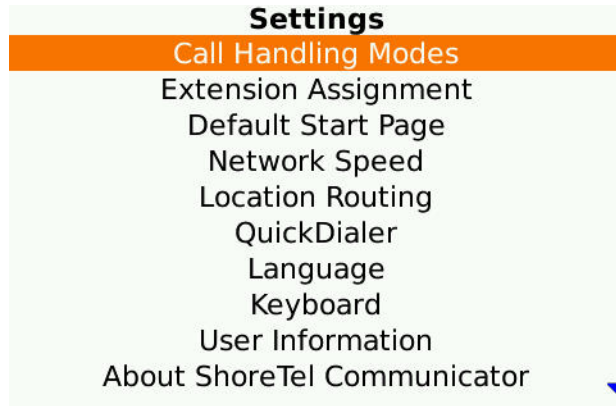 Settings
Call Handling Modes
Extension Assignment
Default Start Page
Network Speed
Location Routing
QuickDialer
Language
Keyboard
User Information
About ShoreTel Communicator